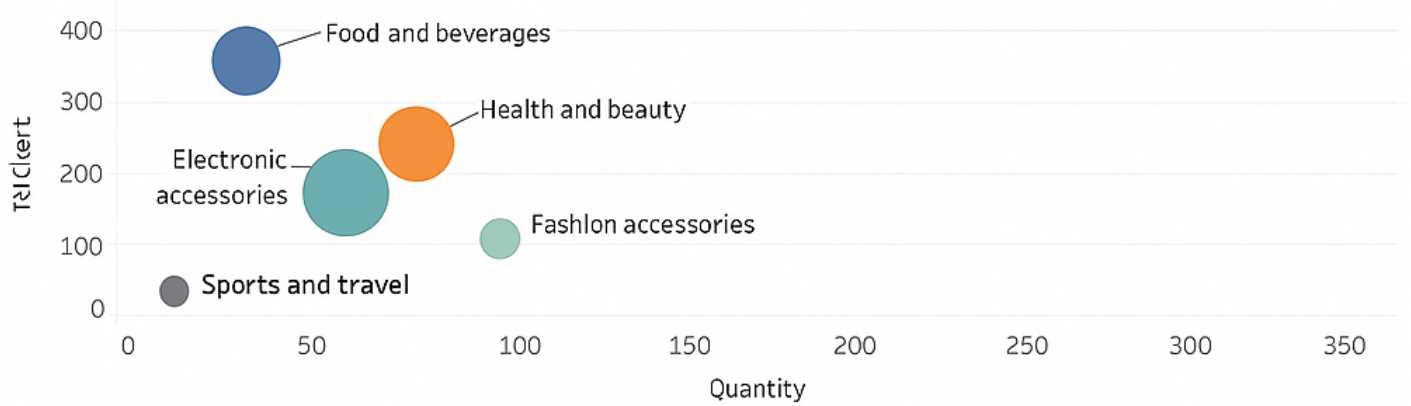 400
Food and beverages
300
Health and beauty
Electronic
200
accessories
Fashlon accessories
100
Sports and travel
0
0 50 100 150 200 250 300 350
Quantity